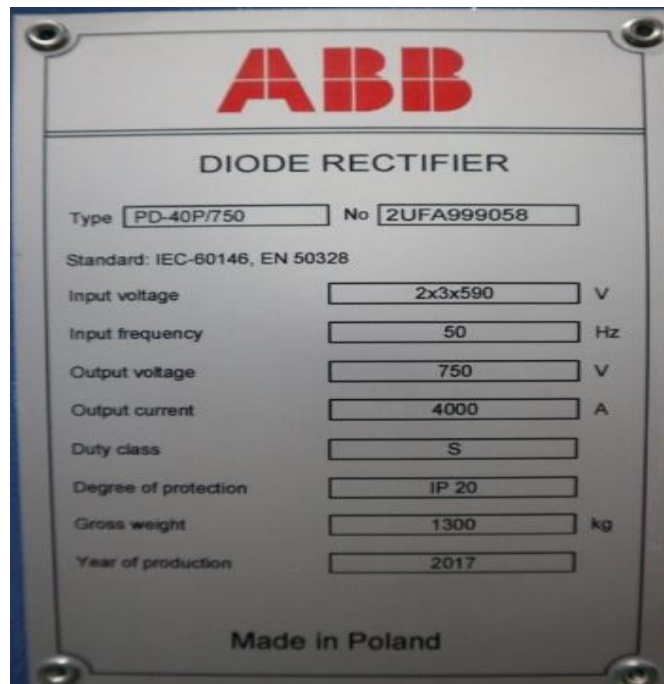 ABB
DIODE RECTIFIER
Type PD-40P/750 No 2UFA999058
Standard: IEC-60146, EN 50328
Input voltage 2x3x590 V
Input frequency 50 Hz
Output voltage 750 V
Output current 4000 A
Duty class S
Degree of protection IP 20
Gross weight 1300 kg
Year of production 2017
Made in Poland